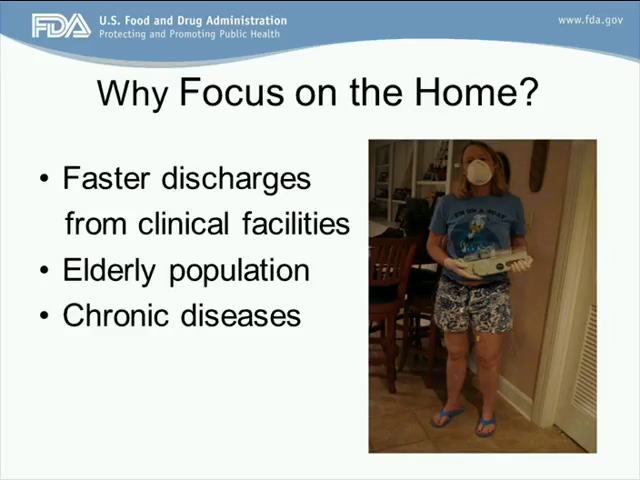 FDA U.S. Food and Drug Administration
Protecting and Promoting Public Health
www.fda.gov
Why Focus on the Home?
• Faster discharges
from clinical facilities
• Elderly population
• Chronic diseases